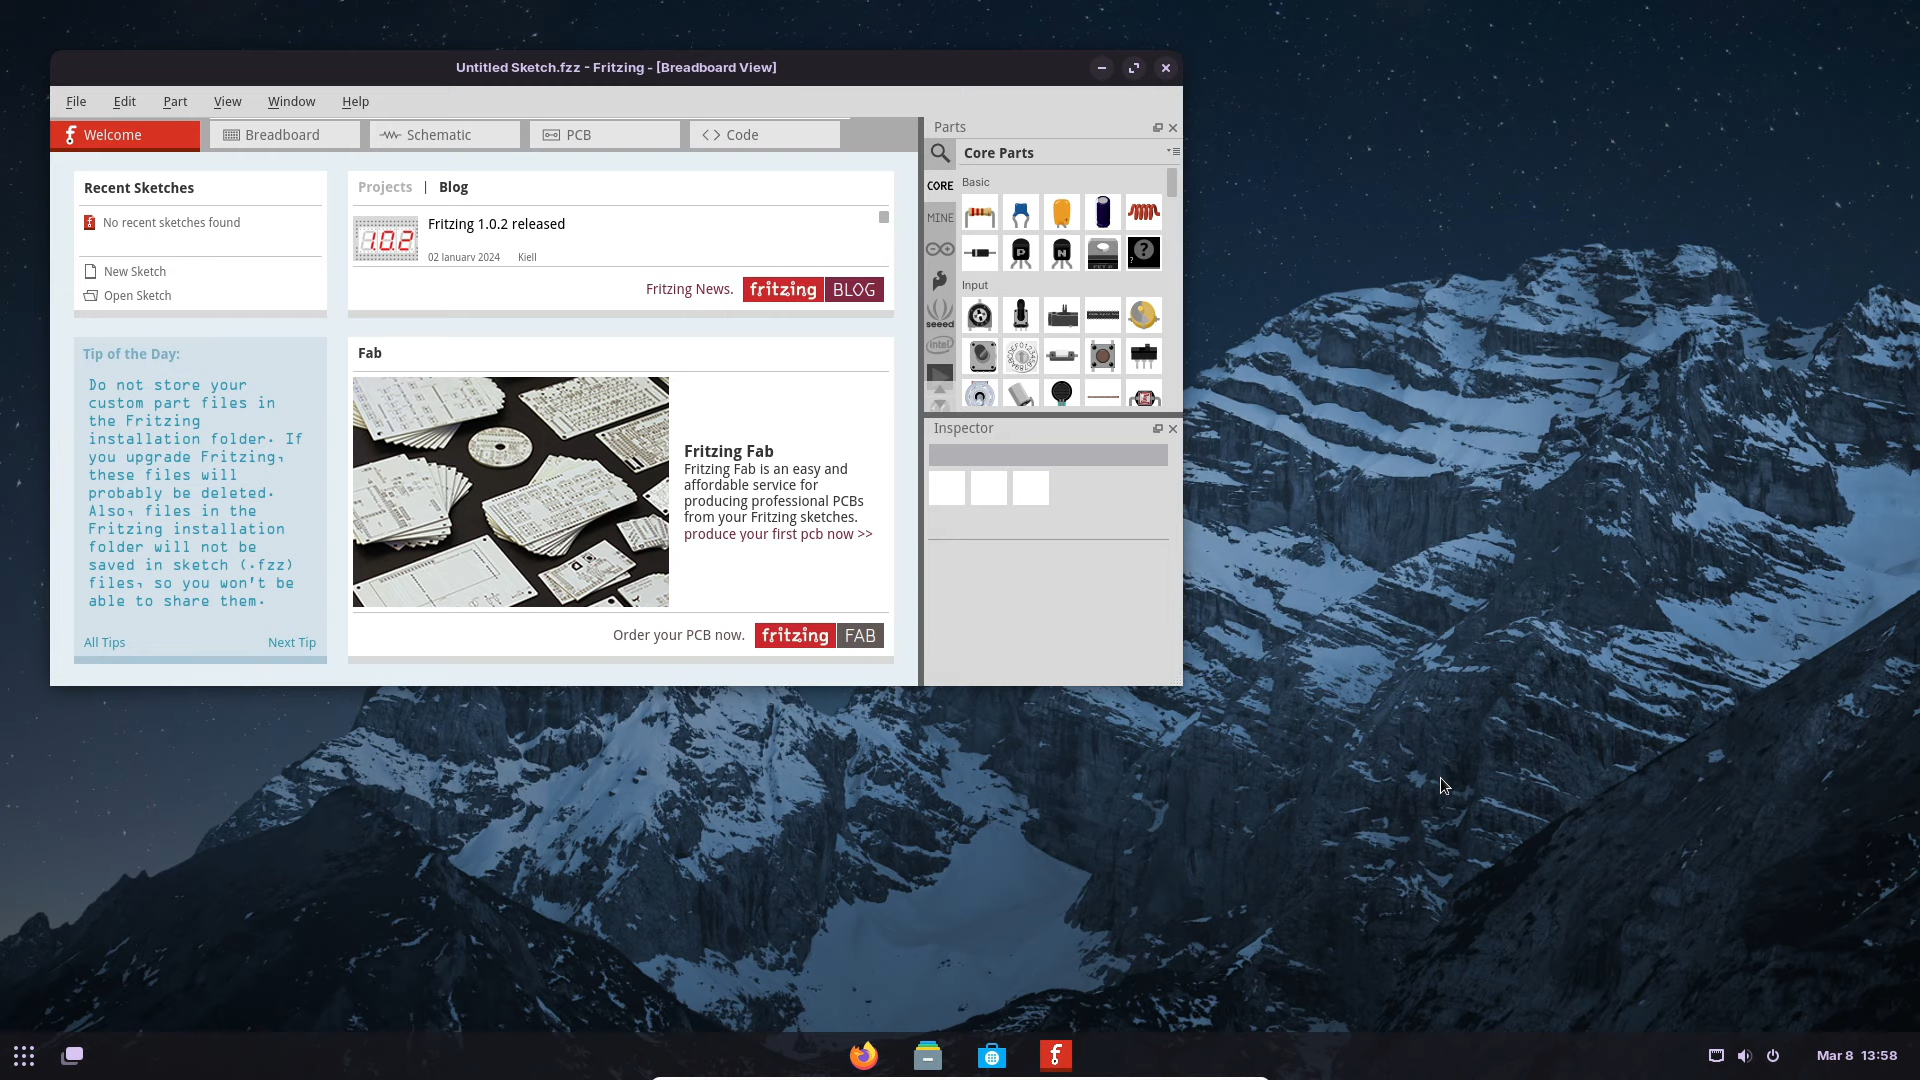 Untitled Sketch.fzz - Fritzing - [Breadboard View]
File Edit Part View Window Help
Welcome Breadboard Schematic PCB Code
Parts
Core Parts
CORE
MINE
seeed
intel
Basic
P N
?
Input
Recent Sketches
No recent sketches found
New Sketch
Open Sketch
Projects | Blog
1.0.2
Fritzing 1.0.2 released
02 January 2024 Kjell
Fritzing News. fritzing BLOG
Tip of the Day:
Do not store your
custom part files in
the Fritzing
installation folder. If
you upgrade Fritzing,
these files will
probably be deleted.
Also, files in the
Fritzing installation
folder will not be
saved in sketch (.fzz)
files, so you won't be
able to share them.
All Tips Next Tip
Fab
Fritzing Fab
Fritzing Fab is an easy and
affordable service for
producing professional PCBs
from your Fritzing sketches.
produce your first pcb now >>
Order your PCB now. fritzing FAB
Inspector
Mar 8 13:58